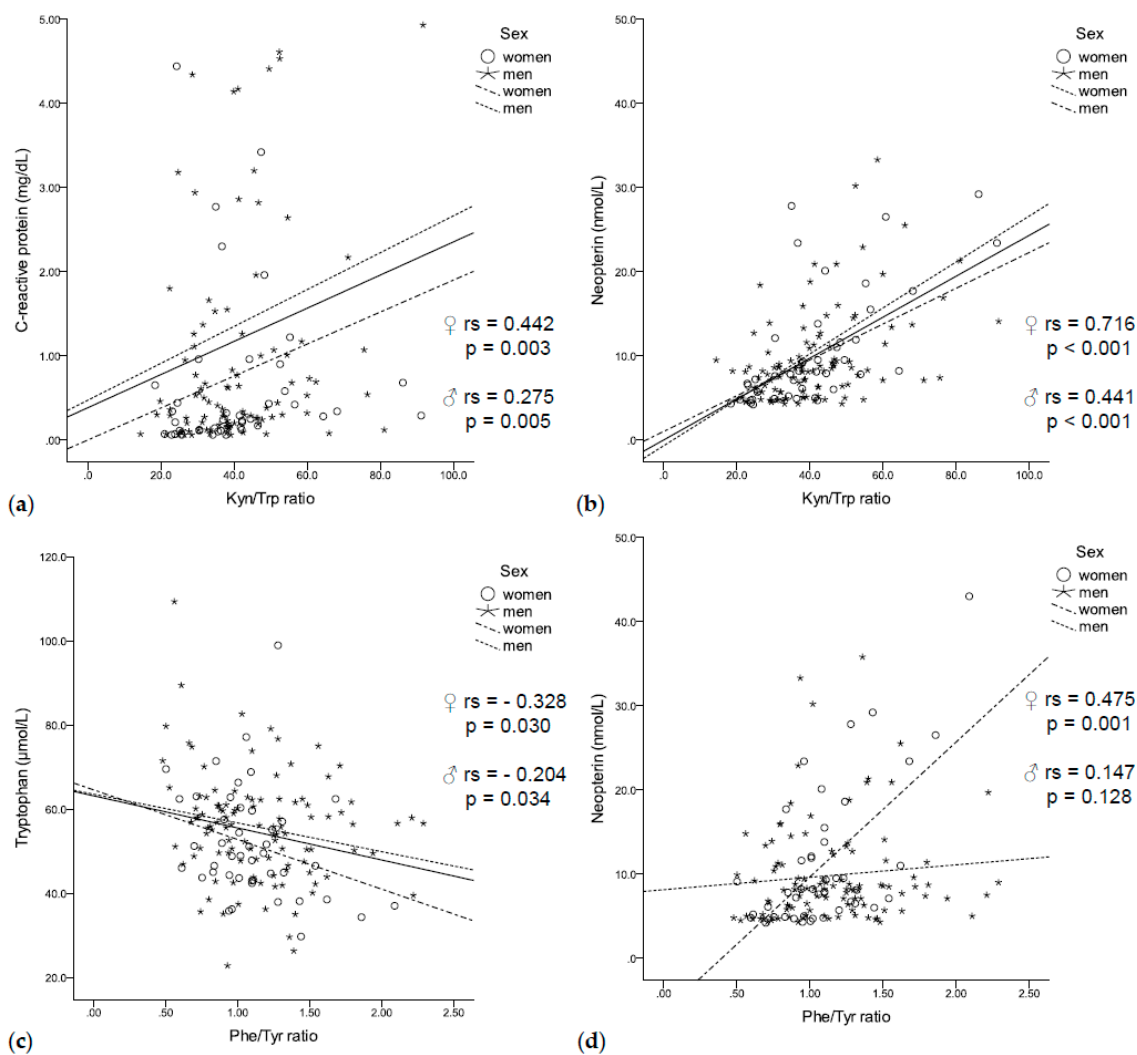 Sex
women
men
women
men
5.00
4.00
3.00
2.00
1.00
.00
C-reactive protein (mg/dL)
♀ rs = 0.442
p = 0.003
♂ rs = 0.275
p = 0.005
.0 20.0 40.0 60.0 80.0 100.0
Kyn/Trp ratio
(a)
Sex
women
men
women
men
50.0
40.0
30.0
20.0
10.0
.0
Neopterin (nmol/L)
♀ rs = 0.716
p < 0.001
♂ rs = 0.441
p < 0.001
.0 20.0 40.0 60.0 80.0 100.0
Kyn/Trp ratio
(b)
Sex
women
men
women
men
120.0
100.0
80.0
60.0
40.0
20.0
Tryptophan (µmol/L)
♀ rs = - 0.328
p = 0.030
♂ rs = - 0.204
p = 0.034
.00 .50 1.00 1.50 2.00 2.50
Phe/Tyr ratio
(c)
Sex
women
men
women
men
50.0
40.0
30.0
20.0
10.0
.0
Neopterin (nmol/L)
♀ rs = 0.475
p = 0.001
♂ rs = 0.147
p = 0.128
.00 .50 1.00 1.50 2.00 2.50
Phe/Tyr ratio
(d)